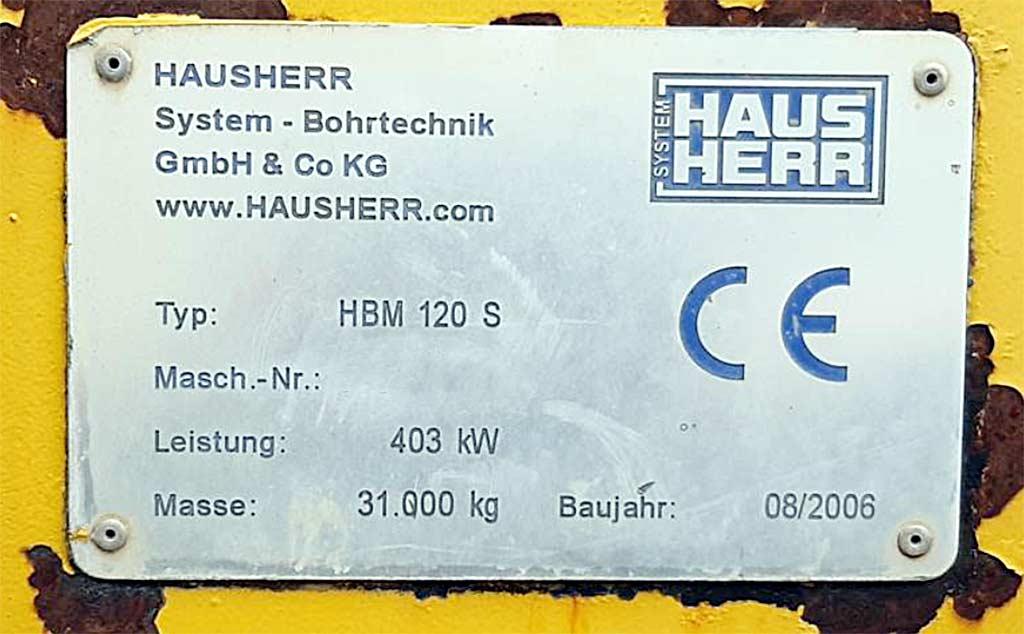 HAUSHERR
System - Bohrtechnik
GmbH & Co KG
www.HAUSHERR.com
SYSTEM
HAUS
HERR
CE
Typ: HBM 120 S
Masch.-Nr.:
Leistung: 403 kW
Masse: 31.000 kg Baujahr: 08/2006